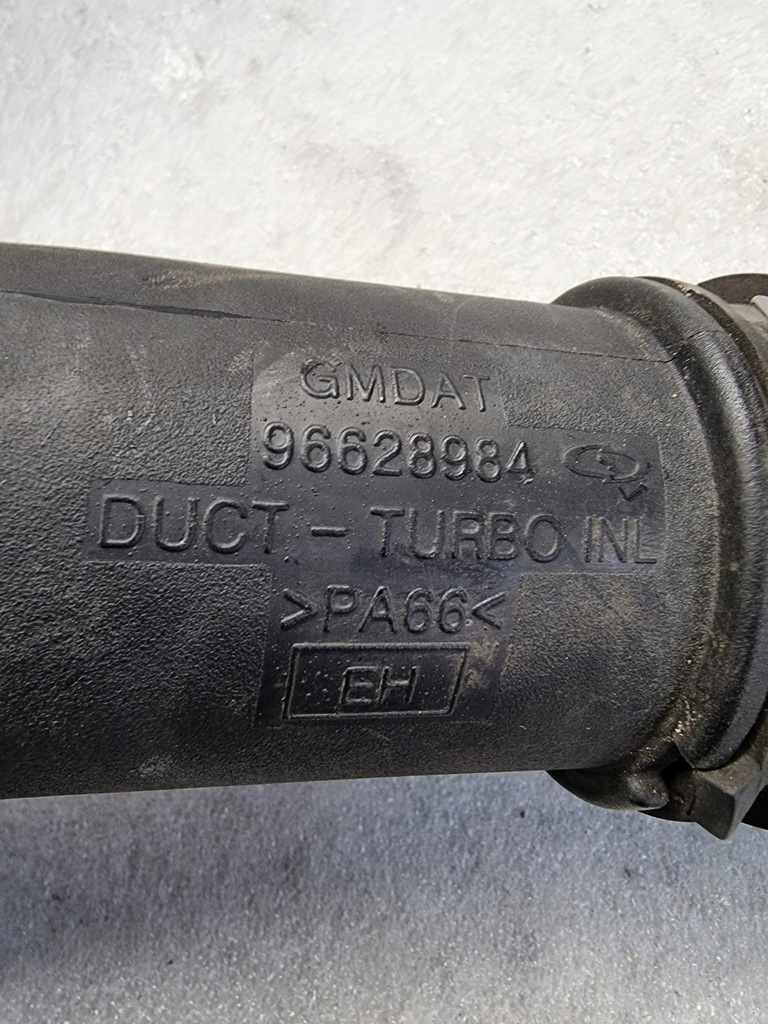 GMDAT
96628984
DUCT - TURBO INL
>PA66<
EH